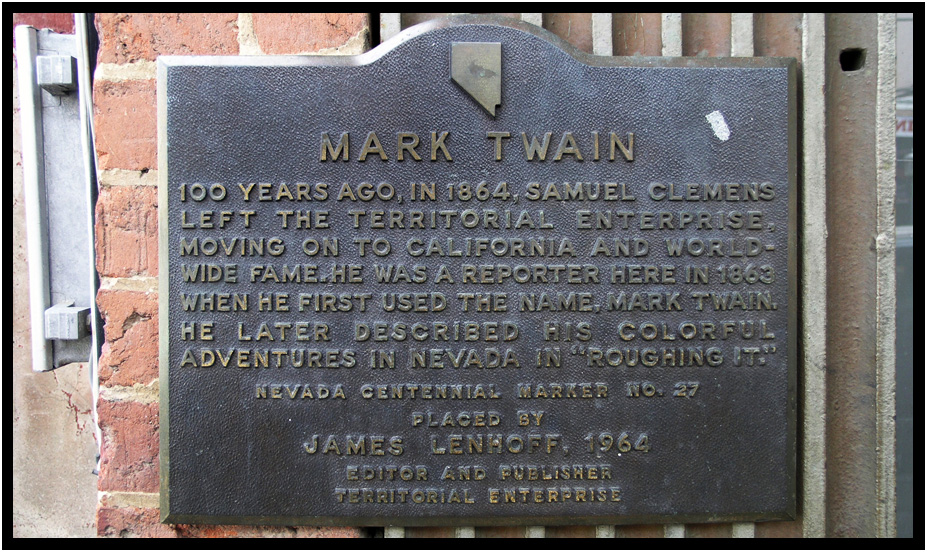 MARK TWAIN
100 YEARS AGO, IN 1864, SAMUEL CLEMENS
LEFT THE TERRITORIAL ENTERPRISE,
MOVING ON TO CALIFORNIA AND WORLD-
WIDE FAME. HE WAS A REPORTER HERE IN 1863
WHEN HE FIRST USED THE NAME, MARK TWAIN.
HE LATER DESCRIBED HIS COLORFUL
ADVENTURES IN NEVADA IN "ROUGHING IT."
NEVADA CENTENNIAL MARKER NO. 27
PLACED BY
JAMES LENHOFF, 1964
EDITOR AND PUBLISHER
TERRITORIAL ENTERPRISE